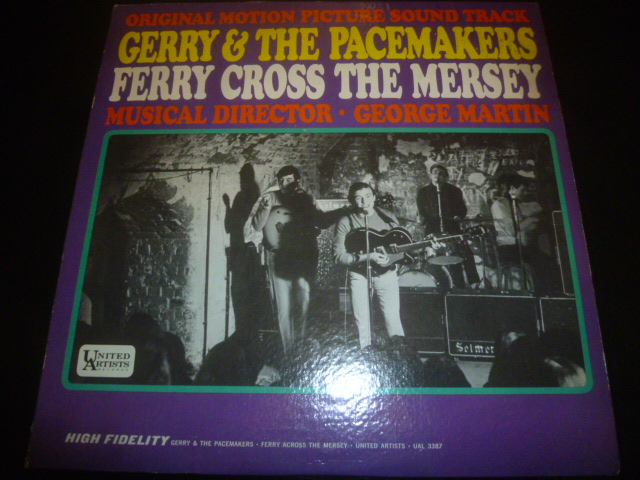 ORIGINAL MOTION PICTURE SOUND TRACK
GERRY & THE PACEMAKERS
FERRY CROSS THE MERSEY
MUSICAL DIRECTOR · GEORGE MARTIN
Selmer
UNITED
ARTISTS
RECORDS
HIGH FIDELITY GERRY & THE PACEMAKERS • FERRY ACROSS THE MERSEY • UNITED ARTISTS • UAL 3387